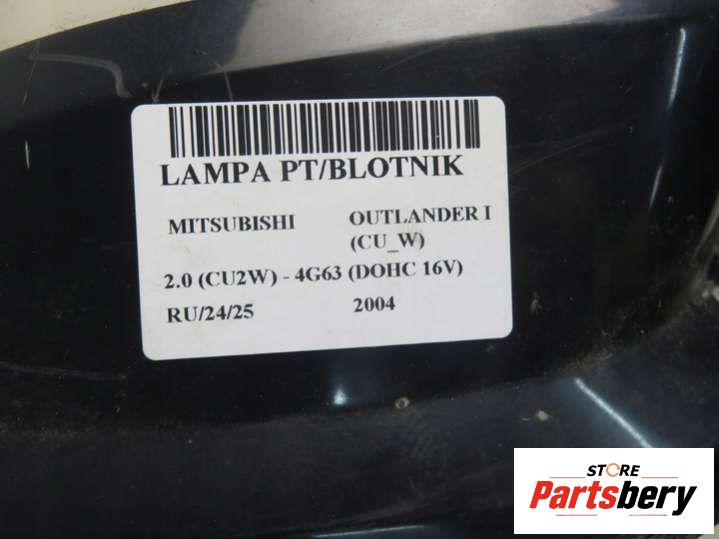 LAMPA PT/BLOTNIK
MITSUBISHI OUTLANDER I
(CU_W)
2.0 (CU2W) - 4G63 (DOHC 16V)
RU/24/25 2004
STORE
Partsbery